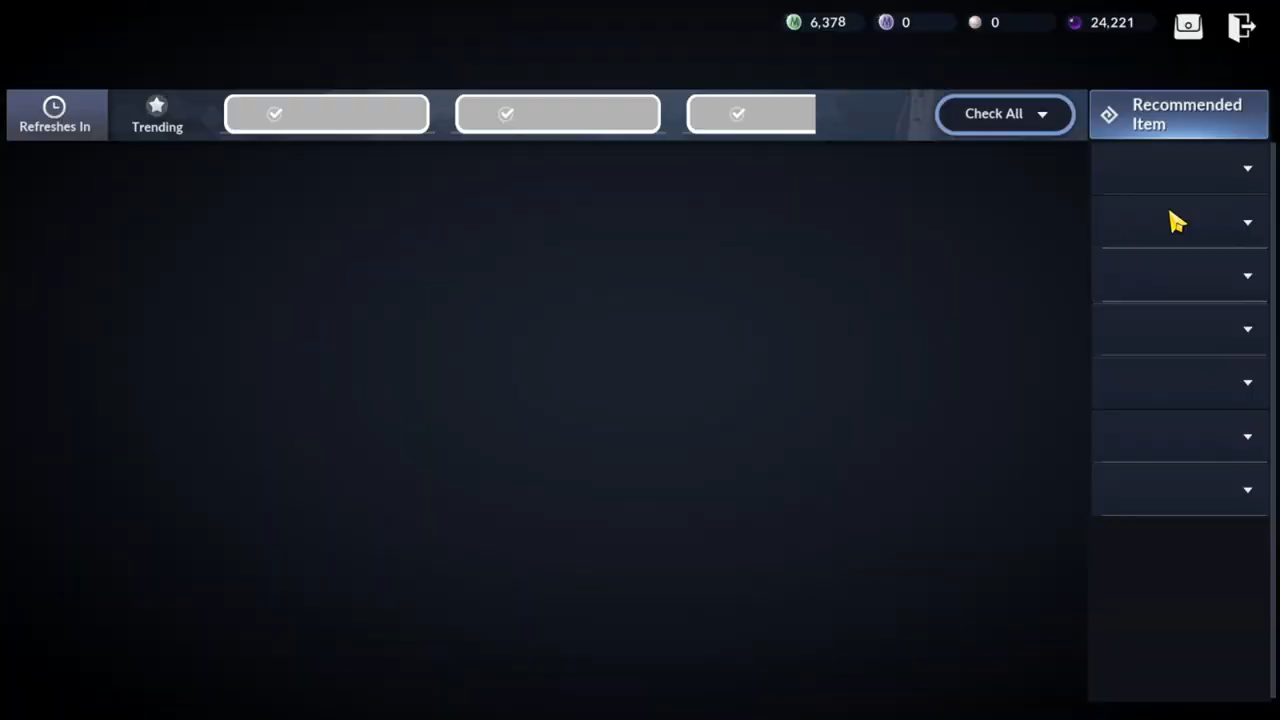 6,378
0
0
24,221
Refreshes In
Trending
Check All
Recommended
Item